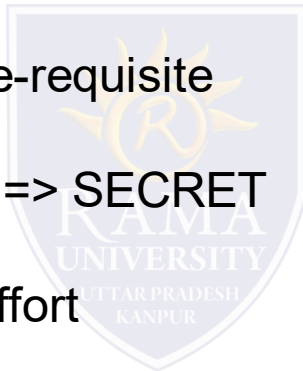 e-requisite
=> SECRET
RAMA
UNIVERSITY
ffort
UTTAR PRADESH
KANPUR